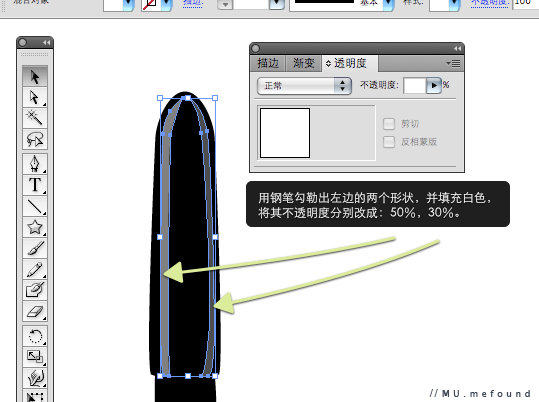 混合对象
描边:
基本
样式:
不透明度: 100
描边 渐变 透明度
正常
不透明度:
%
剪切
反相蒙版
用钢笔勾勒出左边的两个形状，并填充白色，
将其不透明度分别改成：50%，30%。
T
//MU.mefound